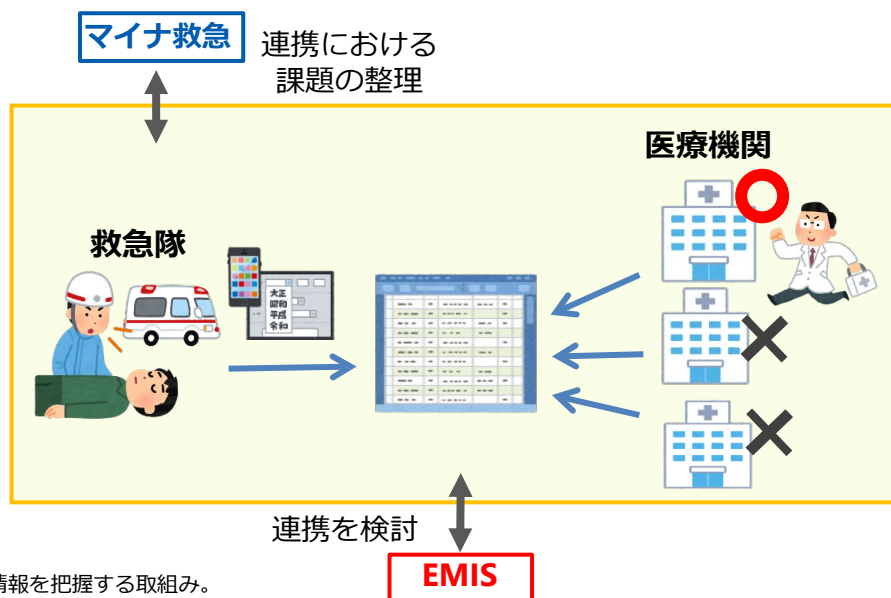 マイナ救急
連携における
課題の整理
医療機関
救急隊
大正
昭和
平成
令和
連携を検討
EMIS
情報を把握する取組み。